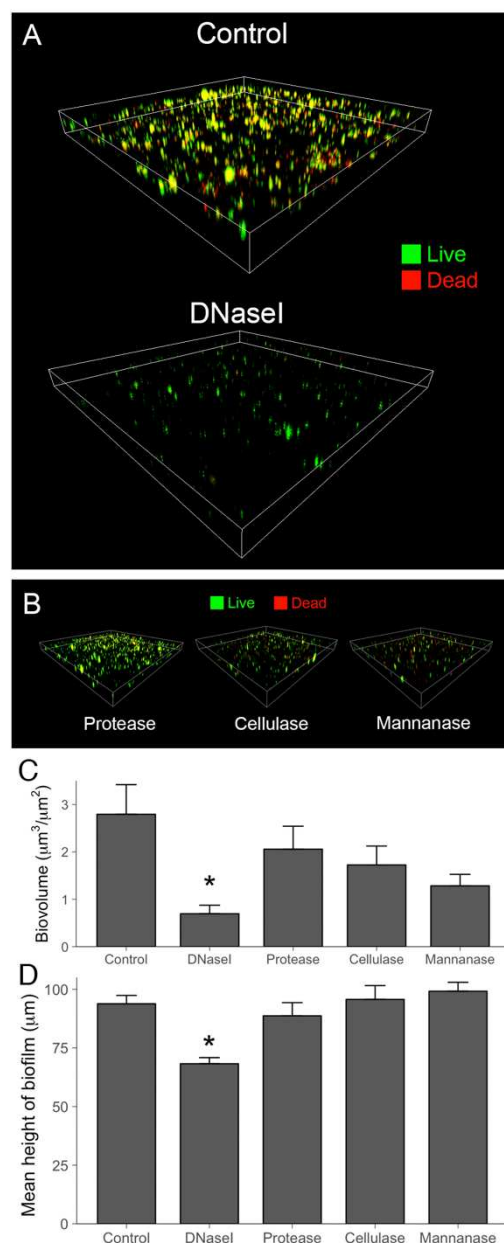 A
Control
Live
Dead
DNaseI
B
Live Dead
Protease Cellulase Mannanase
C
Biovolume (μm³/μm²)
3
2
1
0
*
Control DNaseI Protease Cellulase Mannanase
D
Mean height of biofilm (μm)
100
75
50
25
0
*
Control DNaseI Protease Cellulase Mannanase